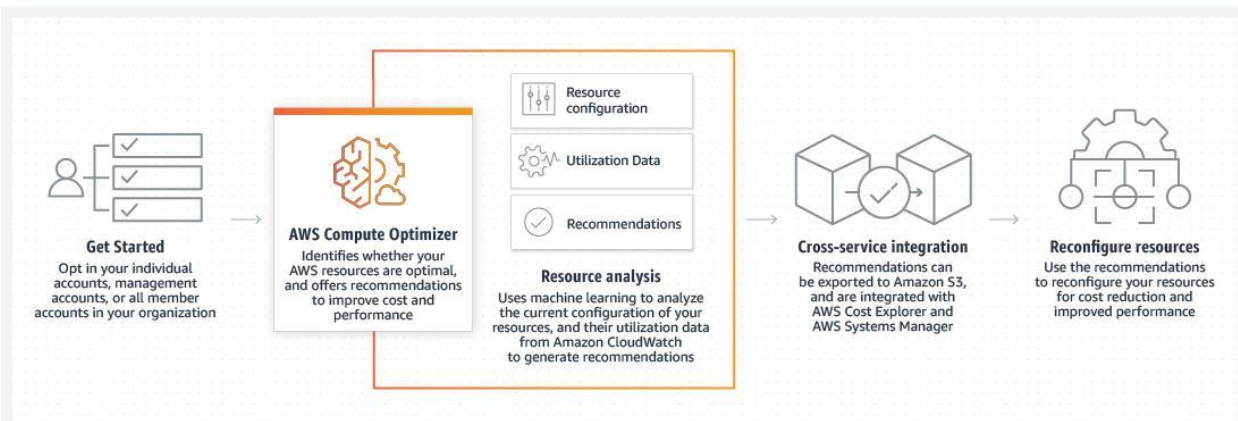 Get Started
Opt in your individual
accounts, management
accounts, or all member
accounts in your organization
AWS Compute Optimizer
Identifies whether your
AWS resources are optimal,
and offers recommendations
to improve cost and
performance
Resource
configuration
Utilization Data
Recommendations
Resource analysis
Uses machine learning to analyze
the current configuration of your
resources, and their utilization data
from Amazon CloudWatch
to generate recommendations
Cross-service integration
Recommendations can
be exported to Amazon S3,
and are integrated with
AWS Cost Explorer and
AWS Systems Manager
Reconfigure resources
Use the recommendations
to reconfigure your resources
for cost reduction and
improved performance